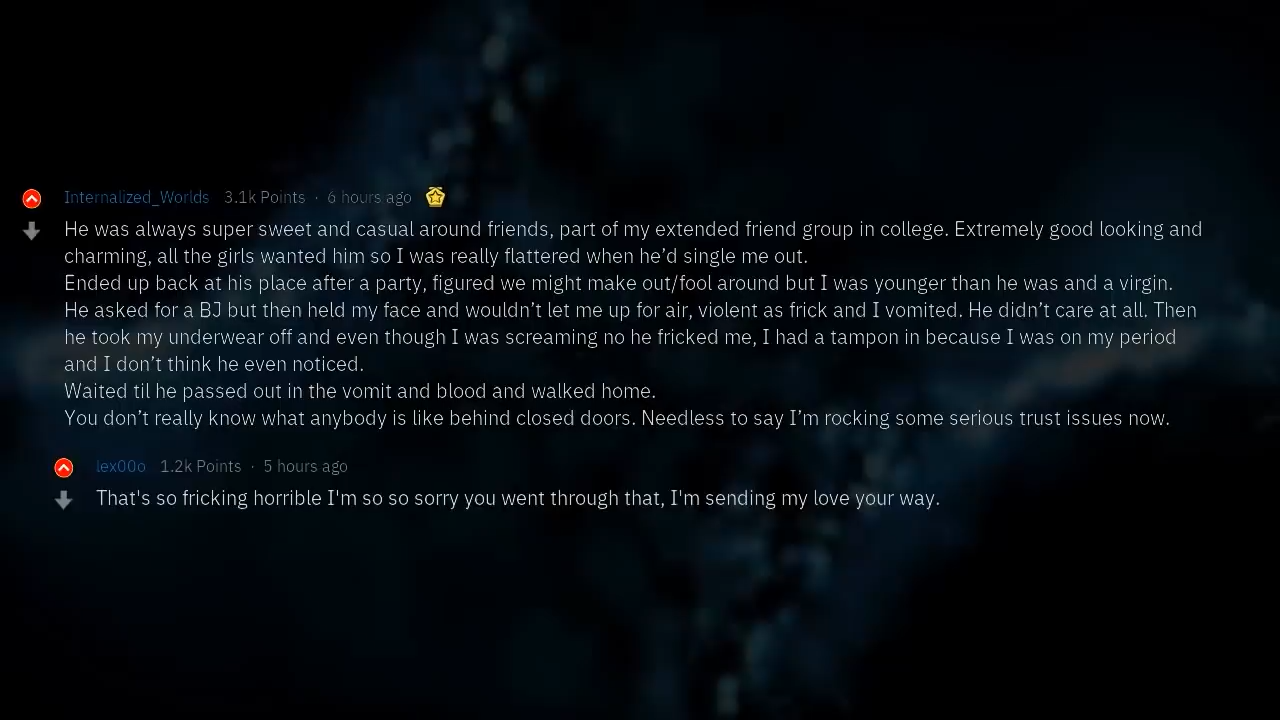 Internalized_Worlds 3.1k Points · 6 hours ago
He was always super sweet and casual around friends, part of my extended friend group in college. Extremely good looking and
charming, all the girls wanted him so I was really flattered when he’d single me out.
Ended up back at his place after a party, figured we might make out/fool around but I was younger than he was and a virgin.
He asked for a BJ but then held my face and wouldn’t let me up for air, violent as frick and I vomited. He didn’t care at all. Then
he took my underwear off and even though I was screaming no he fricked me, I had a tampon in because I was on my period
and I don’t think he even noticed.
Waited til he passed out in the vomit and blood and walked home.
You don’t really know what anybody is like behind closed doors. Needless to say I’m rocking some serious trust issues now.
lex00o 1.2k Points · 5 hours ago
That's so fricking horrible I'm so so sorry you went through that, I'm sending my love your way.